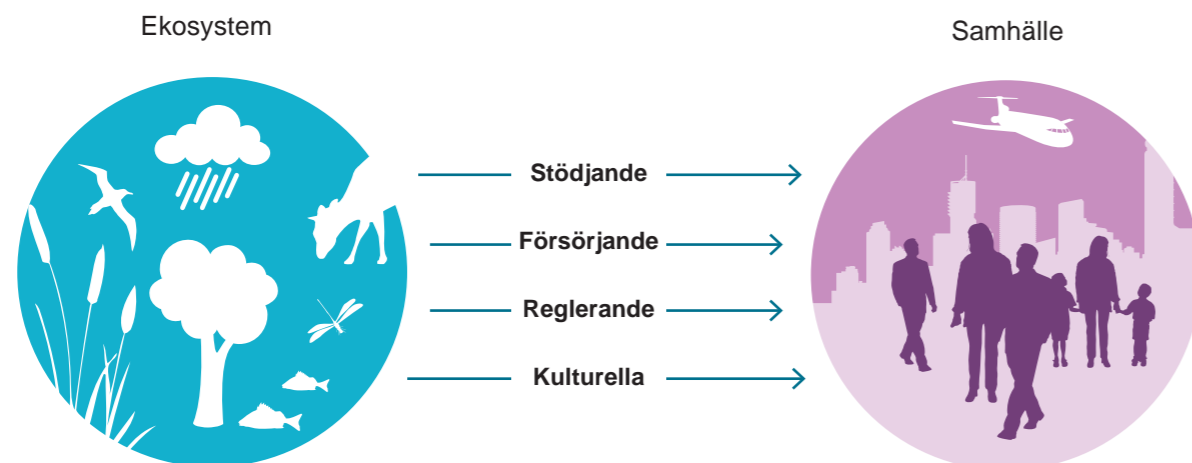 Ekosystem
Samhälle
Stödjande
Försörjande
Reglerande
Kulturella